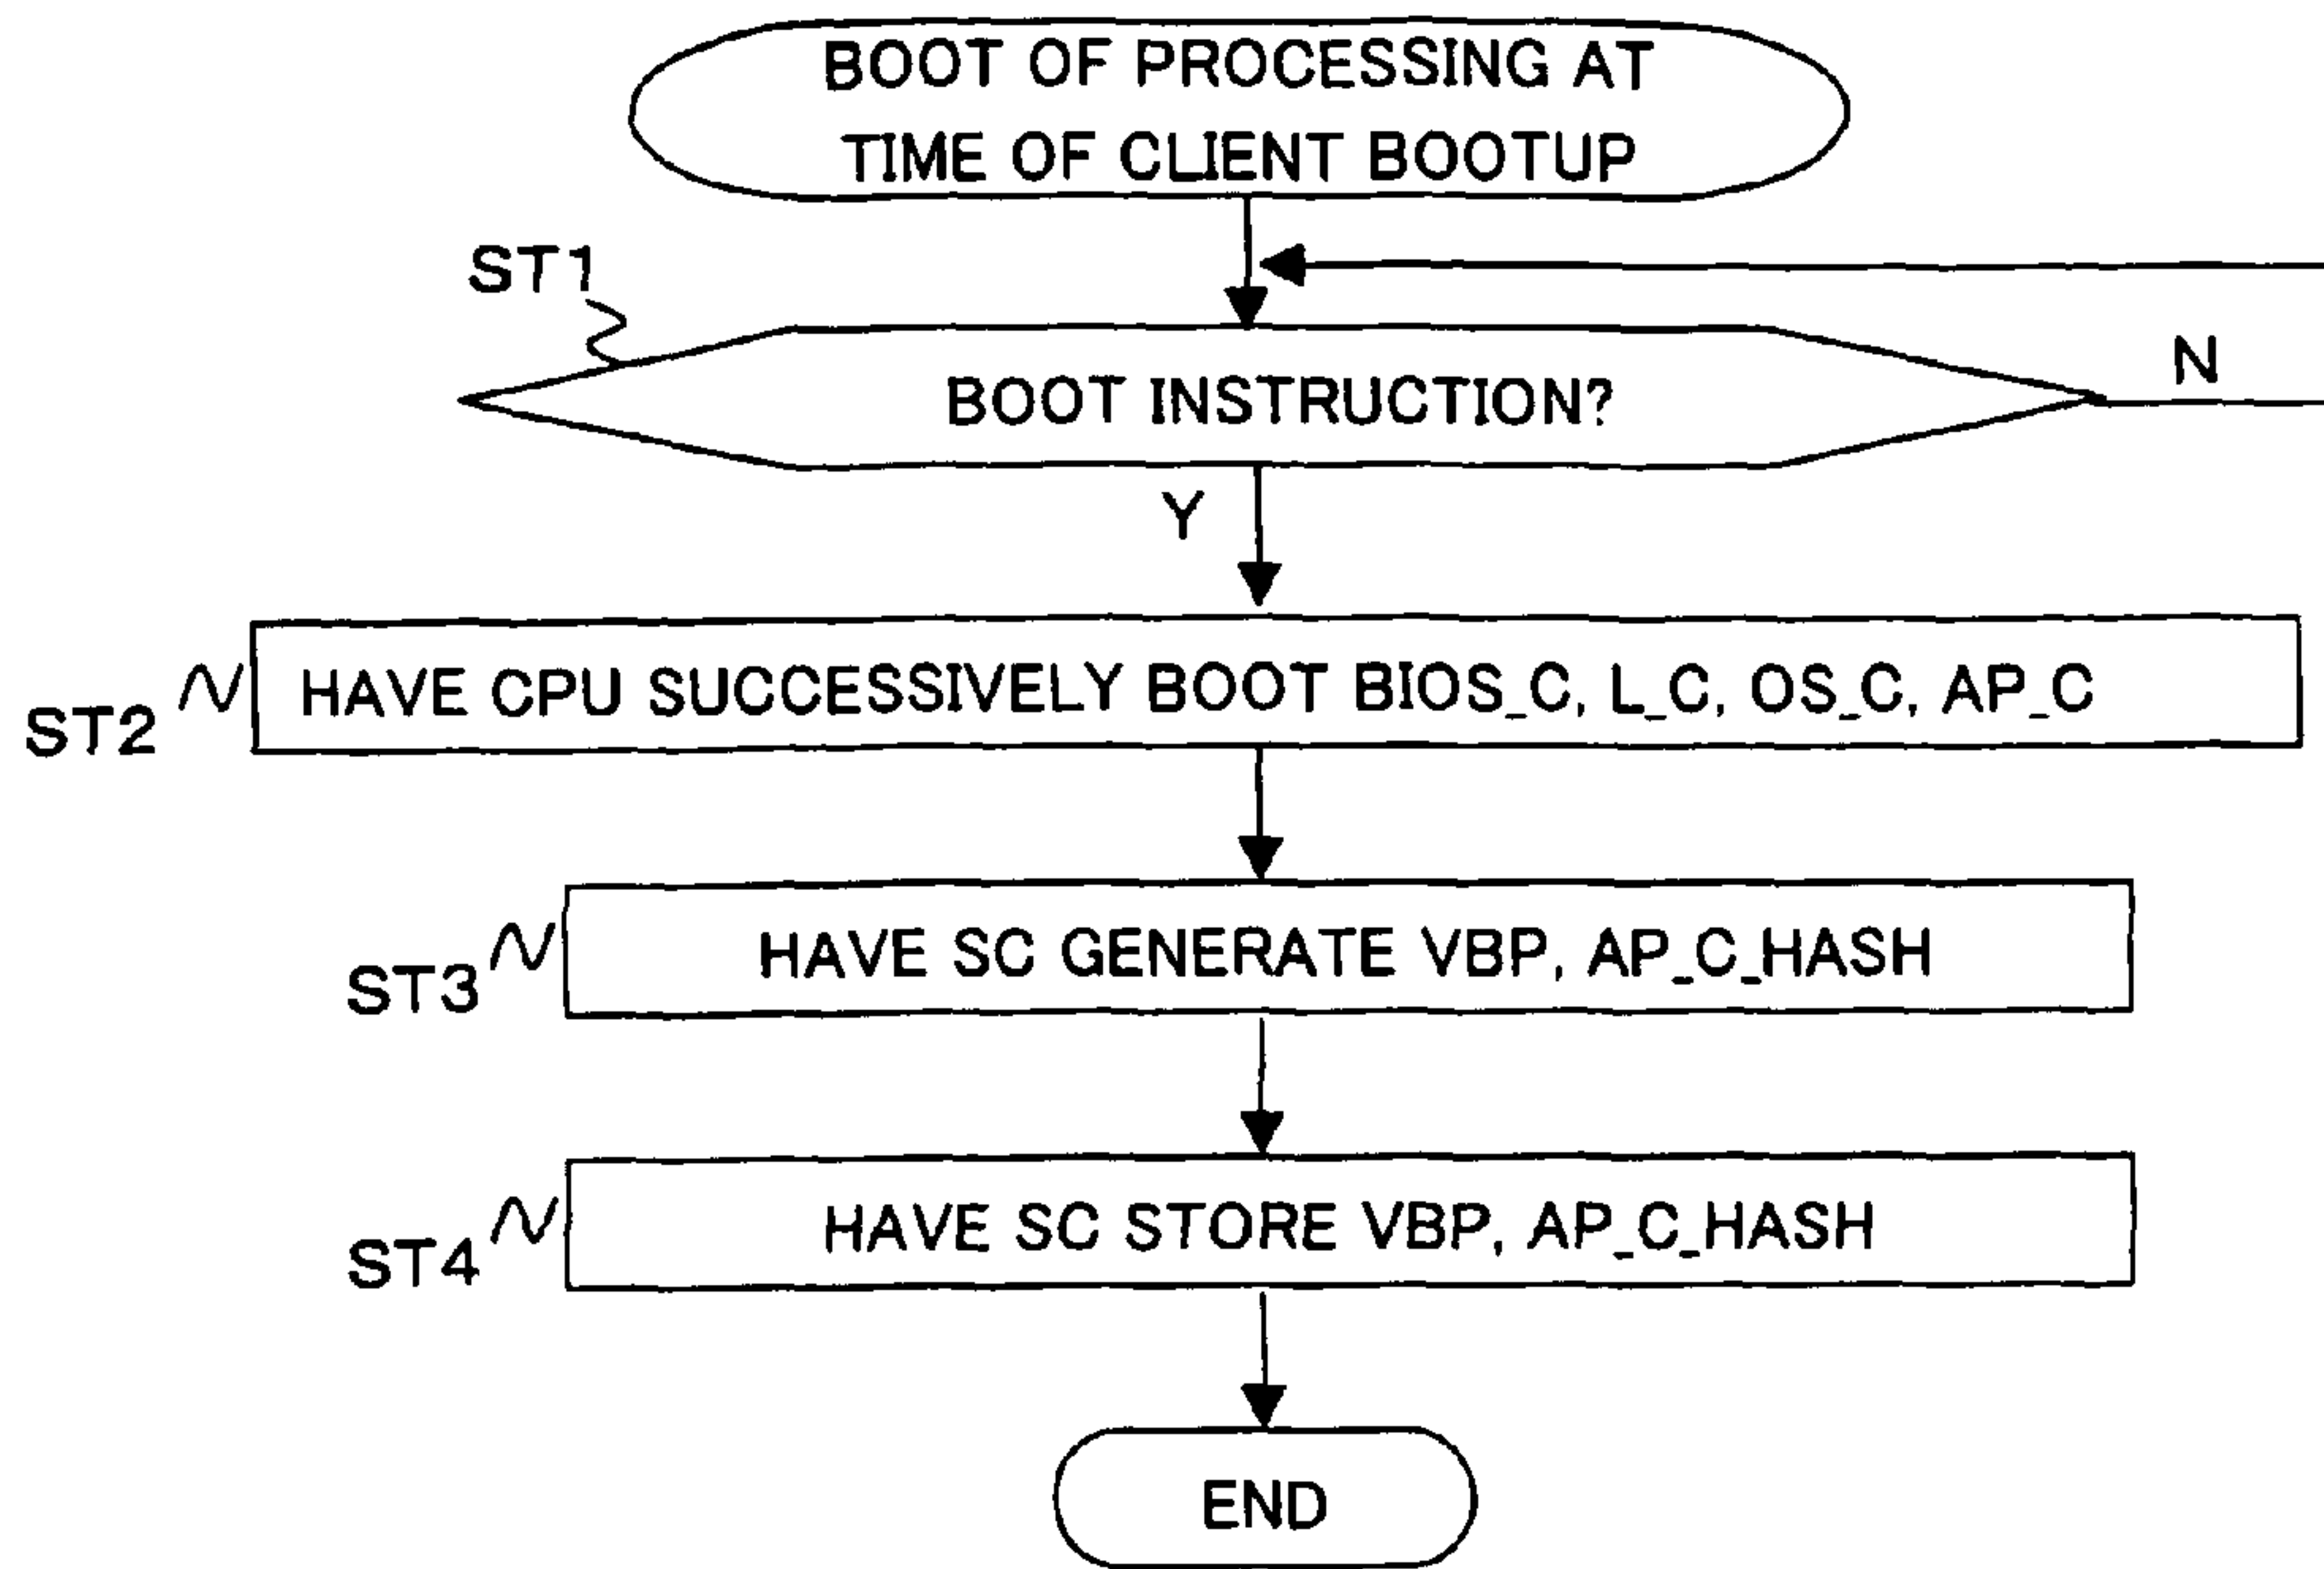 BOOT OF PROCESSING AT
TIME OF CLIENT BOOTUP
ST1
BOOT INSTRUCTION?
N
Y
ST2
HAVE CPU SUCCESSIVELY BOOT BIOS_C, L_C, OS_C, AP_C
ST3
HAVE SC GENERATE VBP, AP_C_HASH
ST4
HAVE SC STORE VBP, AP_C_HASH
END